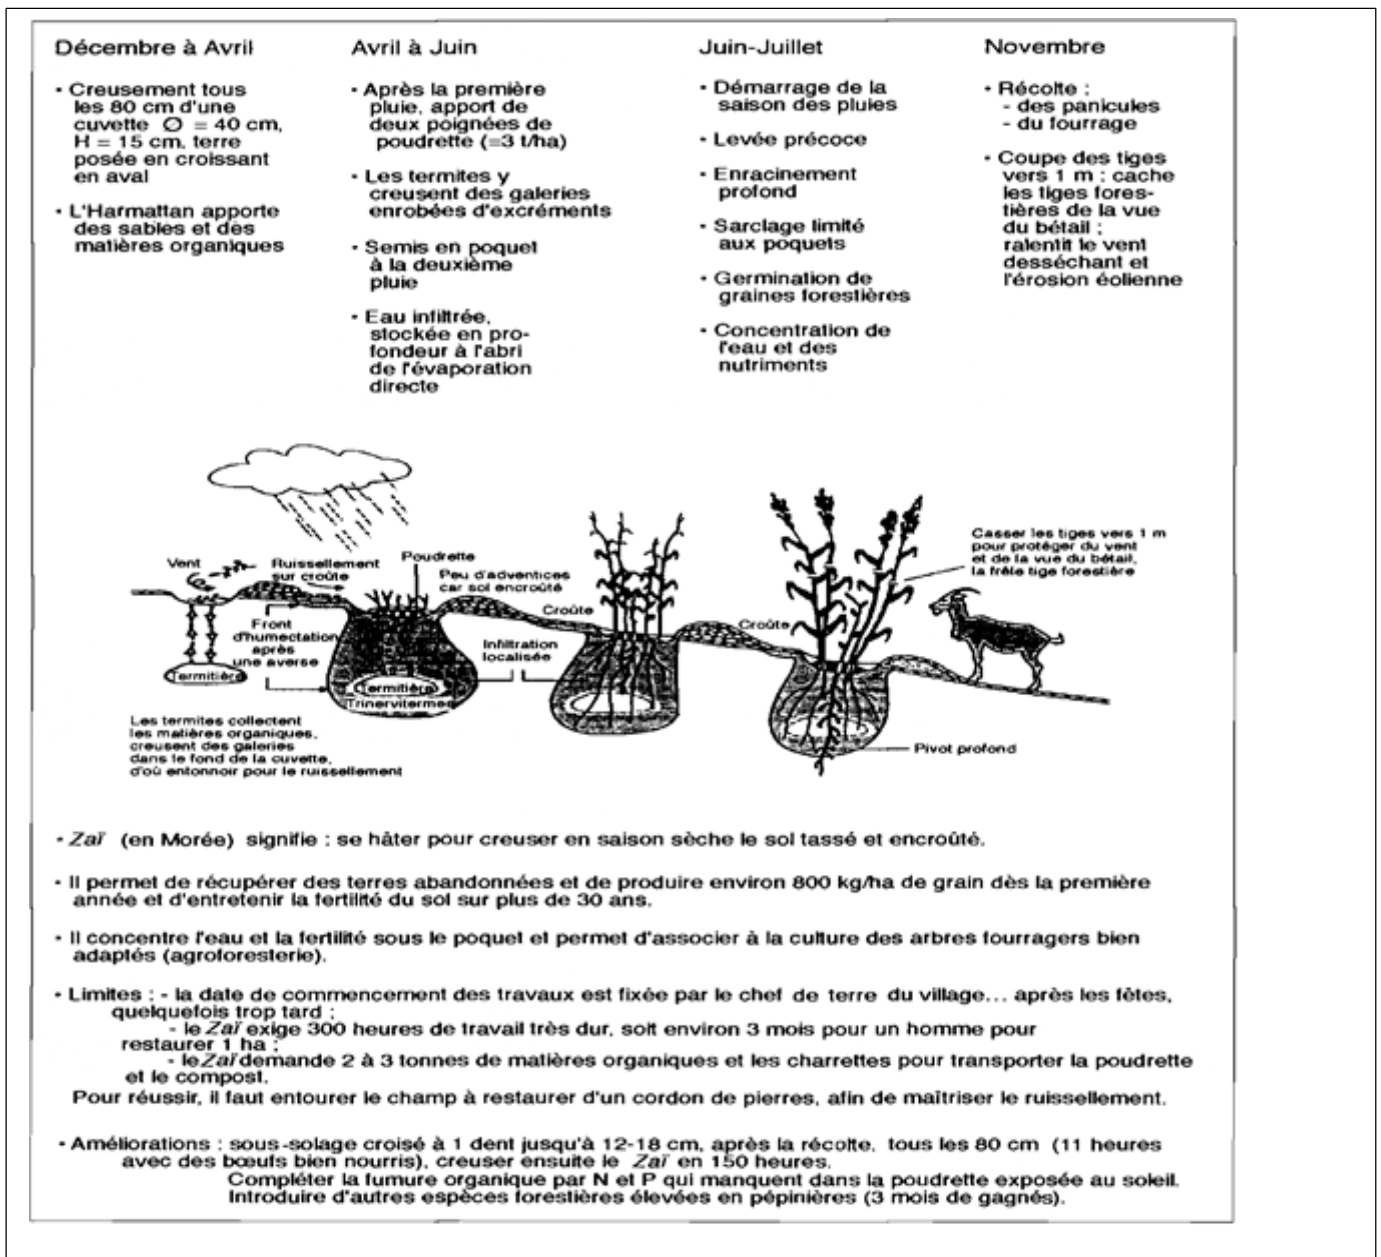 Décembre à Avril
• Creusement tous
les 80 cm d'une
cuvette Ø = 40 cm,
H = 15 cm, terre
posée en croissant
en aval
• L'Harmattan apporte
des sables et des
matières organiques
Avril à Juin
• Après la première
pluie, apport de
deux poignées de
poudrette (=3 t/ha)
• Les termites y
creusent des galeries
enrobées d'excréments
• Semis en poquet
à la deuxième
pluie
• Eau infiltrée,
stockée en pro-
fondeur à l'abri
de l'évaporation
directe
Juin-Juillet
• Démarrage de la
saison des pluies
• Levée précoce
• Enracinement
profond
• Sarclage limité
aux poquets
• Germination de
graines forestières
• Concentration de
l'eau et des
nutriments
Novembre
• Récolte :
- des panicules
- du fourrage
• Coupe des tiges
vers 1 m : cache
les tiges fores-
tières de la vue
du bétail ;
ralentit le vent
desséchant et
l'érosion éolienne
Vent
Ruissellement
sur croûte
Poudrette
Peu d'adventices
car sol encroûté
Croûte
Croûte
Casser les tiges vers 1 m
pour protéger du vent
et de la vue du bétail,
la frêle tige forestière
Front
d'humectation
après
une averse
Infiltration
localisée
Termitière
Termitière
Trinervitermes
Pivot profond
Les termites collectent
les matières organiques,
creusent des galeries
dans le fond de la cuvette,
d'où entonnoir pour le ruissellement
• Zaï (en Morée) signifie : se hâter pour creuser en saison sèche le sol tassé et encroûté.
• Il permet de récupérer des terres abandonnées et de produire environ 800 kg/ha de grain dès la première
année et d'entretenir la fertilité du sol sur plus de 30 ans.
• Il concentre l'eau et la fertilité sous le poquet et permet d'associer à la culture des arbres fourragers bien
adaptés (agroforesterie).
• Limites : - la date de commencement des travaux est fixée par le chef de terre du village... après les fêtes,
quelquefois trop tard ;
- le Zaï exige 300 heures de travail très dur, soit environ 3 mois pour un homme pour
restaurer 1 ha ;
- le Zaï demande 2 à 3 tonnes de matières organiques et les charrettes pour transporter la poudrette
et le compost.
Pour réussir, il faut entourer le champ à restaurer d'un cordon de pierres, afin de maîtriser le ruissellement.
• Améliorations : sous-solage croisé à 1 dent jusqu'à 12-18 cm, après la récolte, tous les 80 cm (11 heures
avec des bœufs bien nourris), creuser ensuite le Zaï en 150 heures.
Compléter la fumure organique par N et P qui manquent dans la poudrette exposée au soleil.
Introduire d'autres espèces forestières élevées en pépinières (3 mois de gagnés).